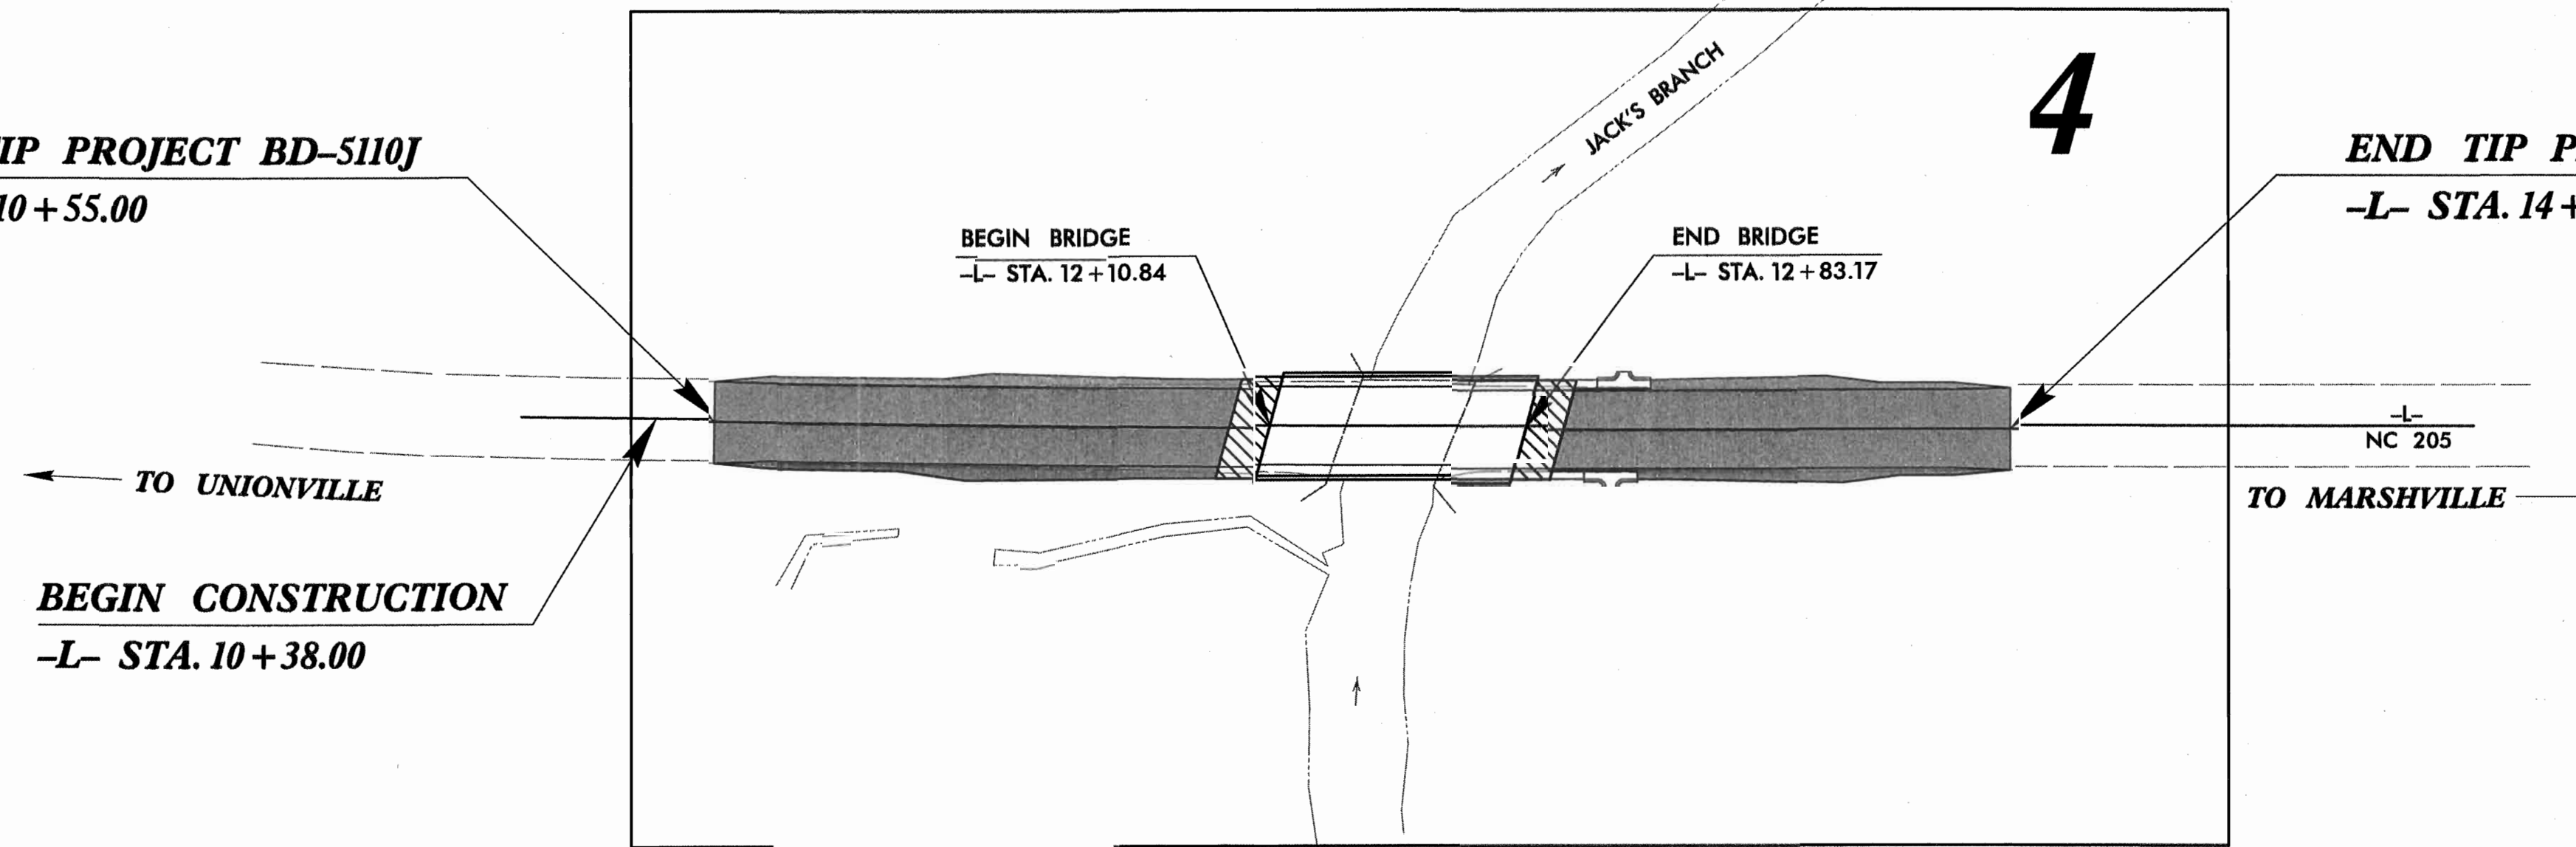 4
IP PROJECT BD-5110J
10+55.00
END TIP P
-L- STA. 14+
JACK'S BRANCH
BEGIN BRIDGE
-L- STA. 12+10.84
END BRIDGE
-L- STA. 12+83.17
-L-
NC 205
TO UNIONVILLE
TO MARSHVILLE
BEGIN CONSTRUCTION
-L- STA. 10+38.00